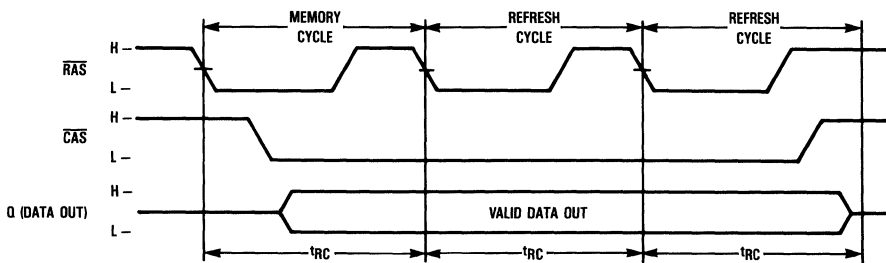 MEMORY
CYCLE
REFRESH
CYCLE
REFRESH
CYCLE
H –
RAS
L –
H –
CAS
L –
H –
Q (DATA OUT)
VALID DATA OUT
L –
tRC
tRC
tRC